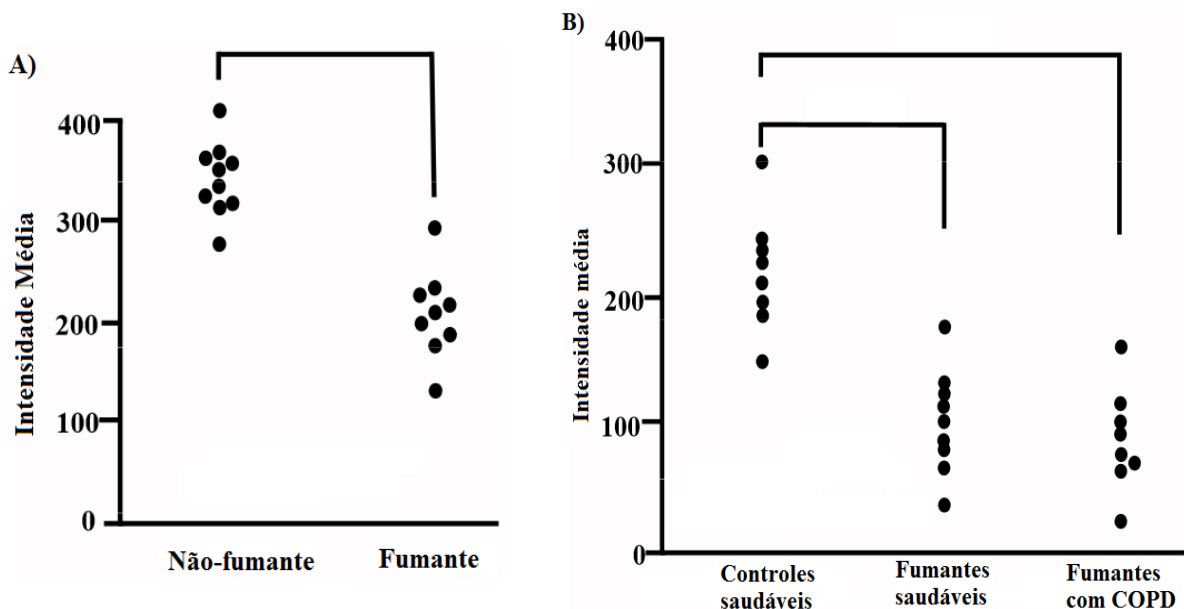 A)
Intensidade Média
400
300
200
100
0
Não-fumante
Fumante
B)
Intensidade média
400
300
200
100
0
Controles
saudáveis
Fumantes
saudáveis
Fumantes
com COPD